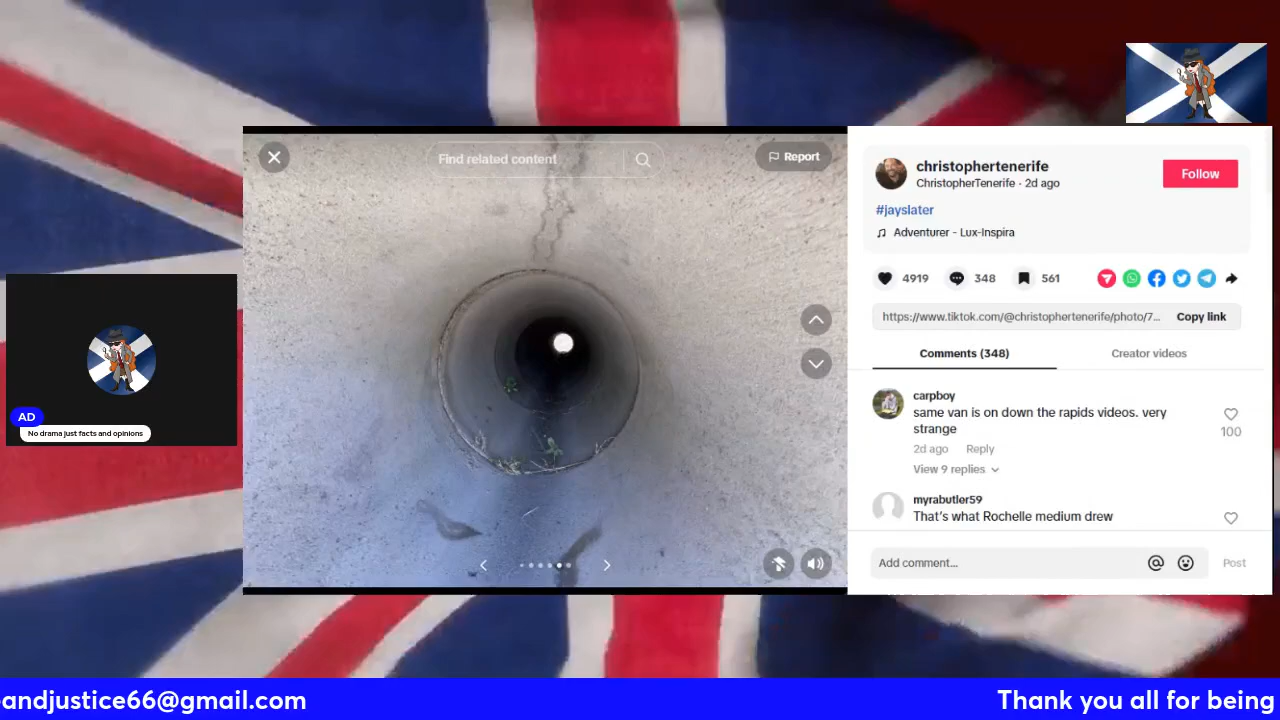 Find related content
Report
christophertenerife
ChristopherTenerife · 2d ago
Follow
#jayslater
Adventurer - Lux-Inspira
4919
348
561
https://www.tiktok.com/@christophertenerife/photo/7...
Copy link
Comments (348)
Creator videos
carpboy
same van is on down the rapids videos. very
strange
100
2d ago
Reply
View 9 replies
myrabutler59
That's what Rochelle medium drew
Add comment...
Post
AD
No drama just facts and opinions
andjustice66@gmail.com
Thank you all for being